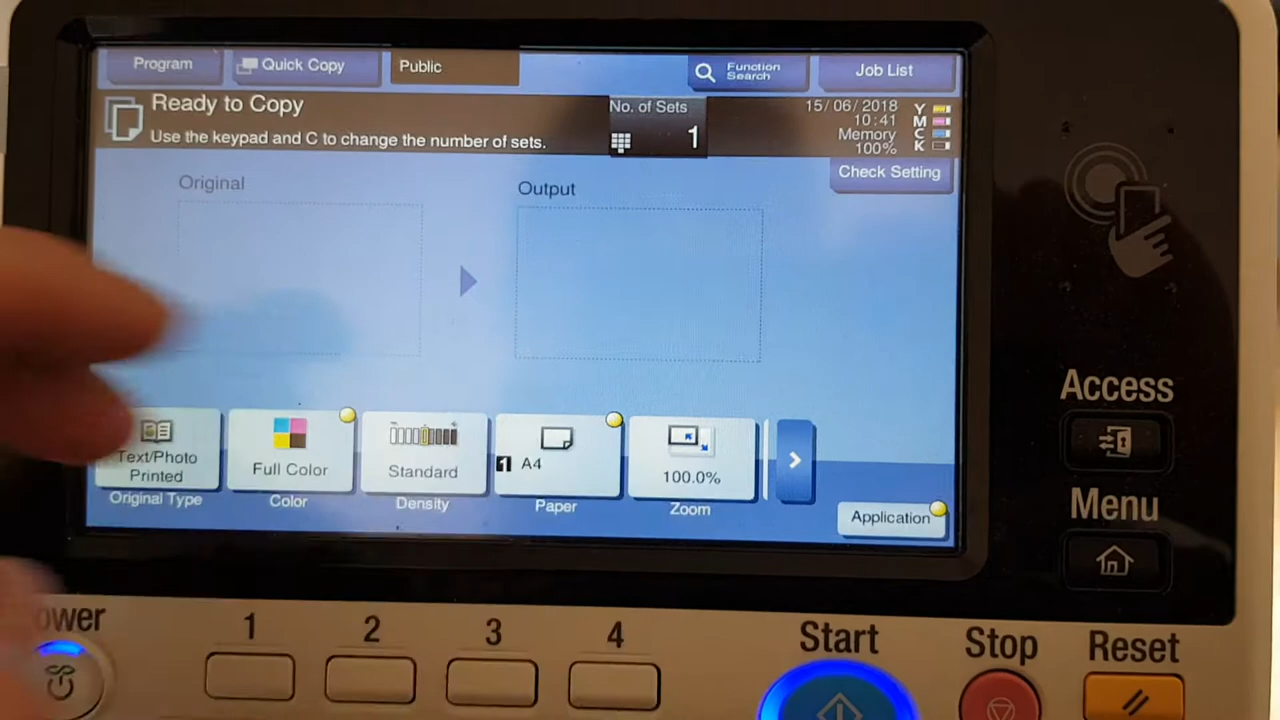 Program
Quick Copy
Public
Function
Search
Job List
Ready to Copy
Use the keypad and C to change the number of sets.
No. of Sets
1
15/06/2018
10:41
Memory
100%
Y
M
C
K
Check Setting
Original
Output
Text/Photo
Printed
Original Type
Full Color
Color
Standard
Density
1 A4
Paper
100.0%
Zoom
Application
Access
Menu
ower
1
2
3
4
Start
Stop
Reset